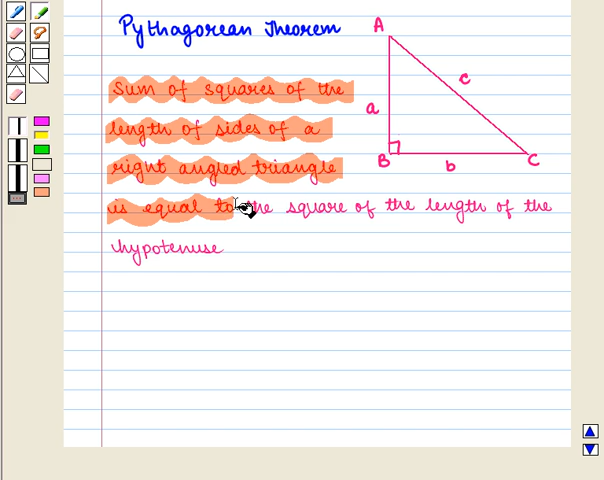 Pythagorean Theorem
A
Sum of squares of the
c
length of sides of a
a
right angled triangle
B
b
C
is equal to the square of the length of the
hypotenuse